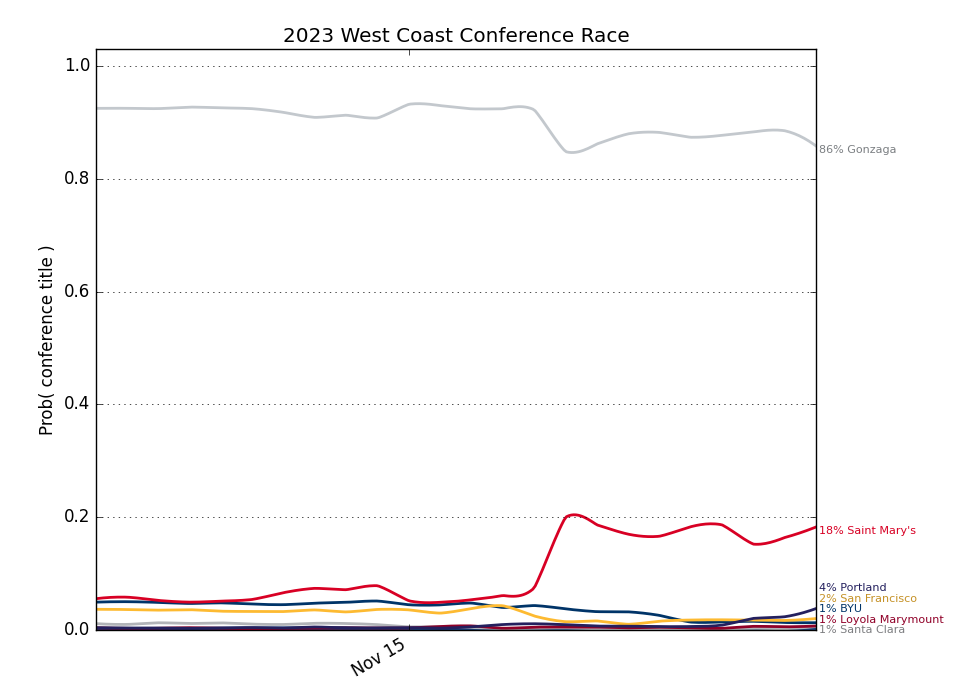 2023 West Coast Conference Race
Prob( conference title )
1.0
0.8
0.6
0.4
0.2
0.0
Nov 15
86% Gonzaga
18% Saint Mary's
4% Portland
2% San Francisco
1% BYU
1% Loyola Marymount
1% Santa Clara